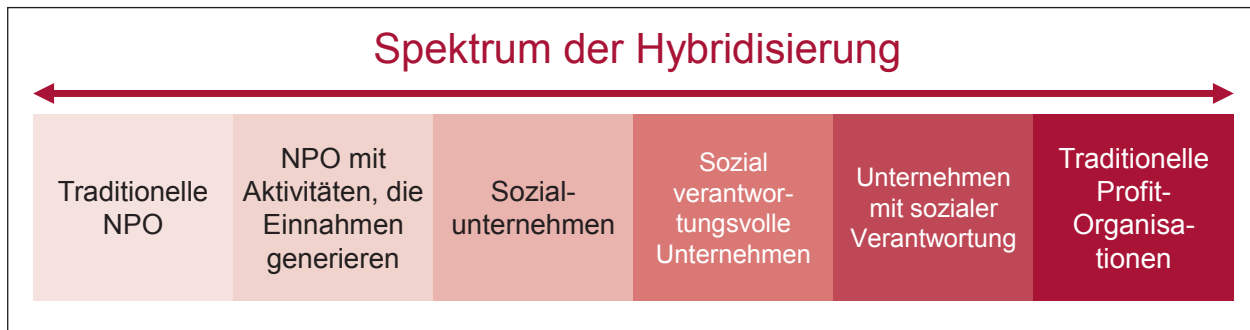 Spektrum der Hybridisierung
Traditionelle
NPO
NPO mit
Aktivitäten, die
Einnahmen
generieren
Sozial-
unternehmen
Sozial
verantwor-
tungsvolle
Unternehmen
Unternehmen
mit sozialer
Verantwortung
Traditionelle
Profit-
Organisa-
tionen